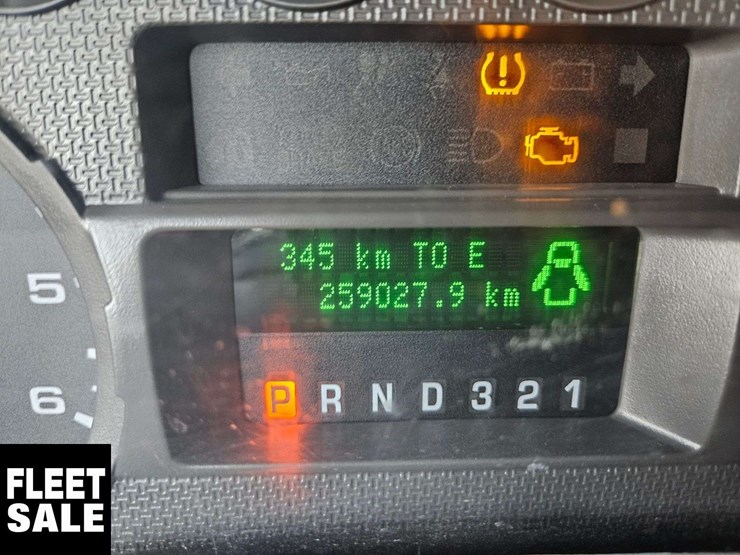 345 km TO E
259027.9 km
5
6
P R N D 3 2 1
FLEET
SALE